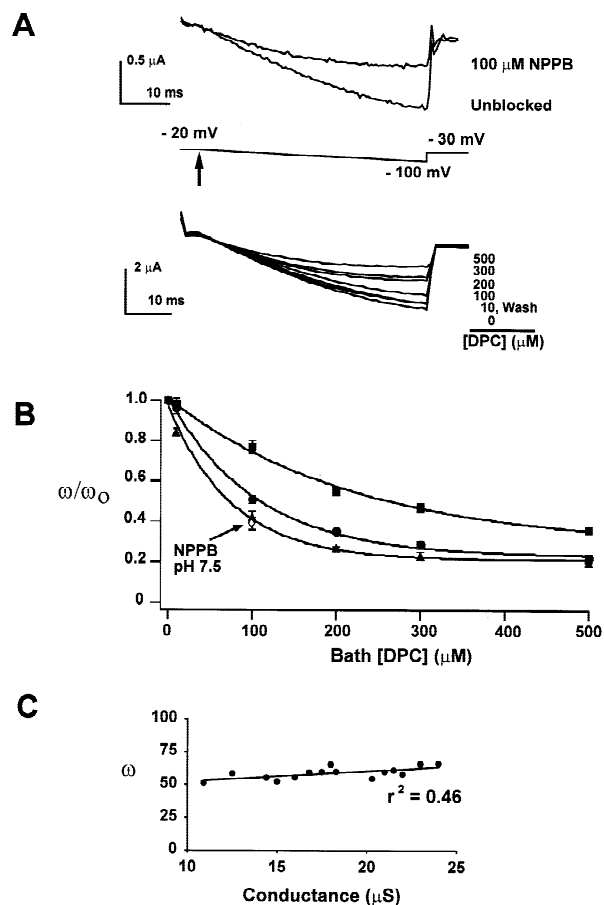 A
0.5 μA
10 ms
100 μM NPPB
Unblocked
- 20 mV
- 30 mV
- 100 mV
2 μA
10 ms
500
300
200
100
10, Wash
0
[DPC] (μM)
B
1.0
0.8
0.6
0.4
0.2
0
ω/ωO
NPPB
pH 7.5
0 100 200 300 400 500
Bath [DPC] (μM)
C
100
75
50
25
0
ω
r² = 0.46
10 15 20 25
Conductance (μS)